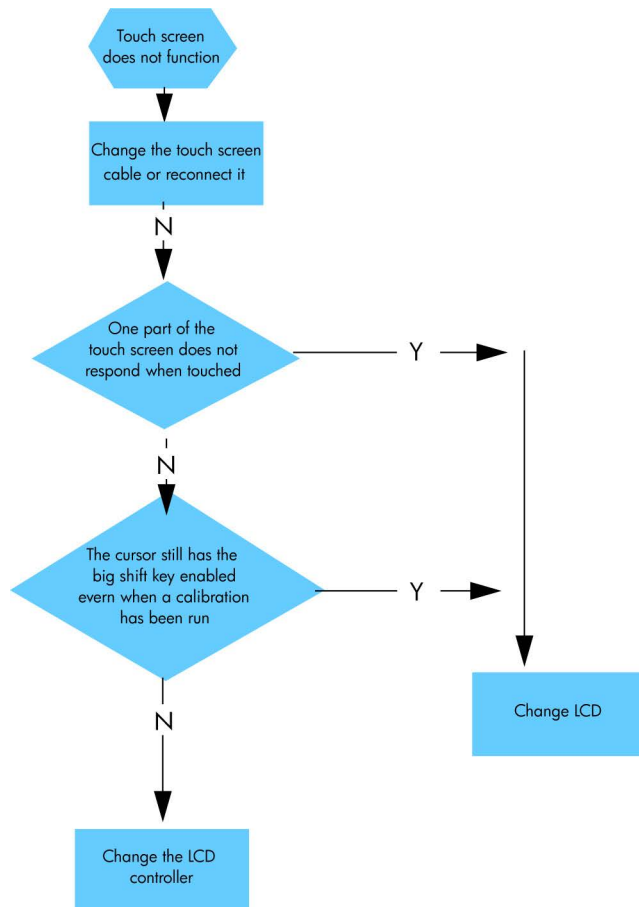 Touch screen
does not function
Change the touch screen
cable or reconnect it
N
One part of the
touch screen does not
respond when touched
Y
N
The cursor still has the
big shift key enabled
evern when a calibration
has been run
Y
N
Change LCD
Change the LCD
controller